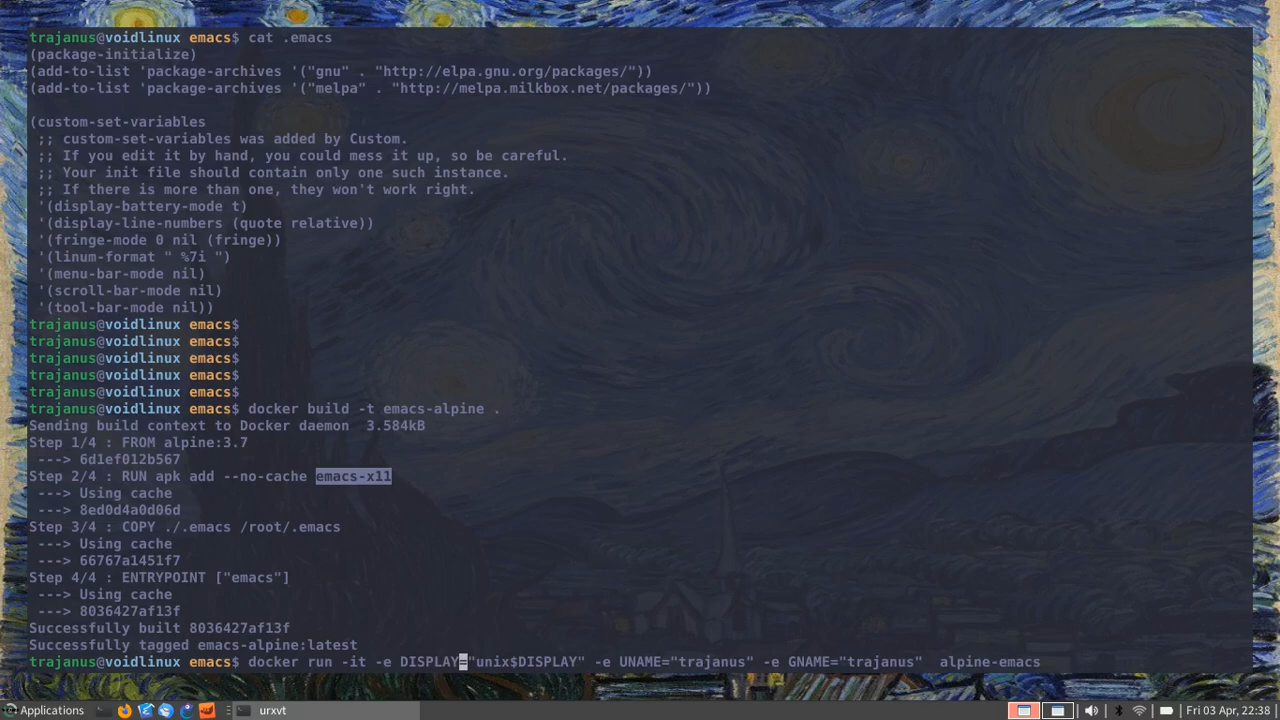 trajanus@voidlinux emacs$ cat .emacs
(package-initialize)
(add-to-list 'package-archives '("gnu" . "http://elpa.gnu.org/packages/"))
(add-to-list 'package-archives '("melpa" . "http://melpa.milkbox.net/packages/"))
(custom-set-variables
 ;; custom-set-variables was added by Custom.
 ;; If you edit it by hand, you could mess it up, so be careful.
 ;; Your init file should contain only one such instance.
 ;; If there is more than one, they won't work right.
 '(display-battery-mode t)
 '(display-line-numbers (quote relative))
 '(fringe-mode 0 nil (fringe))
 '(linum-format " %7i ")
 '(menu-bar-mode nil)
 '(scroll-bar-mode nil)
 '(tool-bar-mode nil))
trajanus@voidlinux emacs$
trajanus@voidlinux emacs$
trajanus@voidlinux emacs$
trajanus@voidlinux emacs$
trajanus@voidlinux emacs$
trajanus@voidlinux emacs$ docker build -t emacs-alpine .
Sending build context to Docker daemon  3.584kB
Step 1/4 : FROM alpine:3.7
 ---> 6d1ef012b567
Step 2/4 : RUN apk add --no-cache emacs-x11
 ---> Using cache
 ---> 8ed0d4a0d06d
Step 3/4 : COPY ./.emacs /root/.emacs
 ---> Using cache
 ---> 66767a1451f7
Step 4/4 : ENTRYPOINT ["emacs"]
 ---> Using cache
 ---> 8036427af13f
Successfully built 8036427af13f
Successfully tagged emacs-alpine:latest
trajanus@voidlinux emacs$ docker run -it -e DISPLAY="unix$DISPLAY" -e UNAME="trajanus" -e GNAME="trajanus"  alpine-emacs
Applications urxvt Fri 03 Apr, 22:38